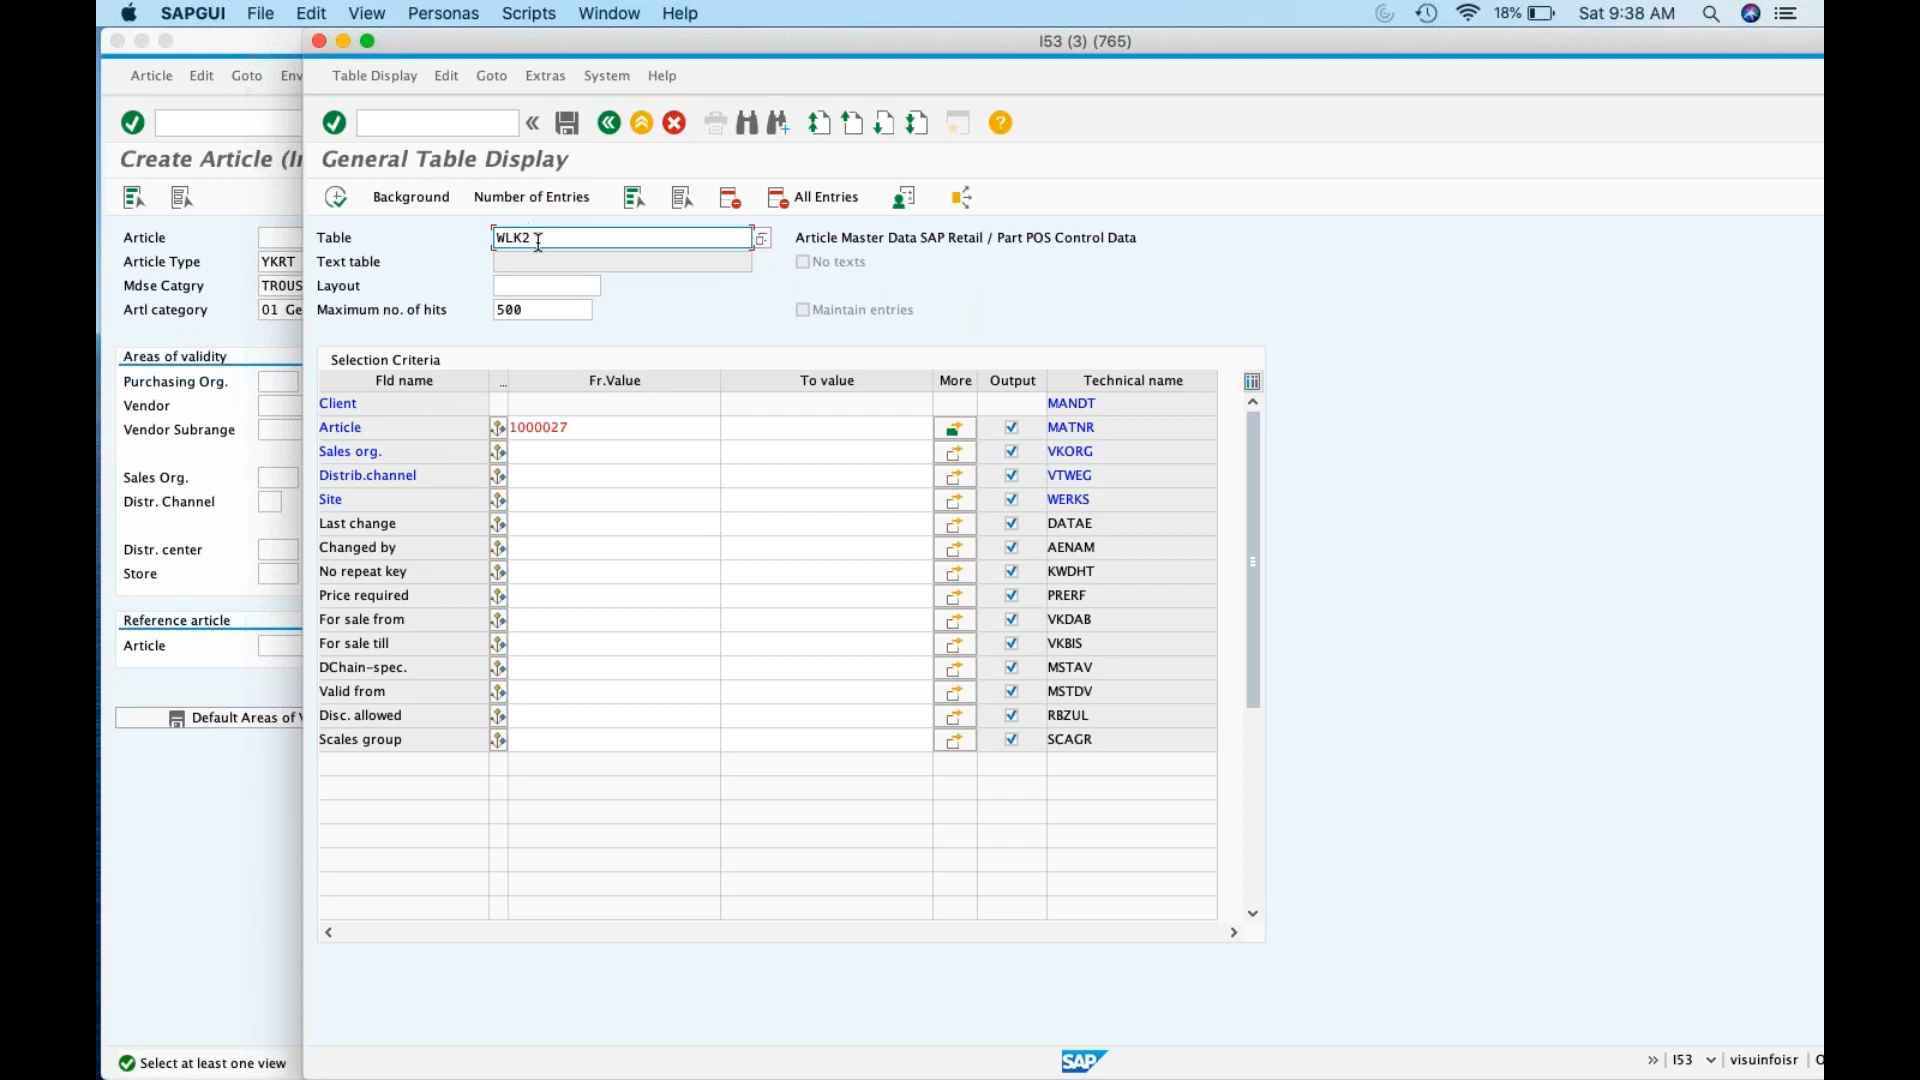 SAPGUI File Edit View Personas Scripts Window Help 18% Sat 9:38 AM
I53 (3) (765)
Article Edit Goto Env
Table Display Edit Goto Extras System Help
Create Article (In
General Table Display
Background Number of Entries All Entries
Article
Article Type YKRT
Mdse Catgry TROUS
Artl category 01 Ge
Areas of validity
Purchasing Org.
Vendor
Vendor Subrange
Sales Org.
Distr. Channel
Distr. center
Store
Reference article
Article
Default Areas of V
Select at least one view
Table WLK2 Article Master Data SAP Retail / Part POS Control Data
Text table No texts
Layout
Maximum no. of hits 500 Maintain entries
Selection Criteria
Fld name ... Fr.Value To value More Output Technical name
Client MANDT
Article 1000027 MATNR
Sales org. VKORG
Distrib.channel VTWEG
Site WERKS
Last change DATAE
Changed by AENAM
No repeat key KWDHT
Price required PRERF
For sale from VKDAB
For sale till VKBIS
DChain-spec. MSTAV
Valid from MSTDV
Disc. allowed RBZUL
Scales group SCAGR
SAP
I53 visuinfoisr